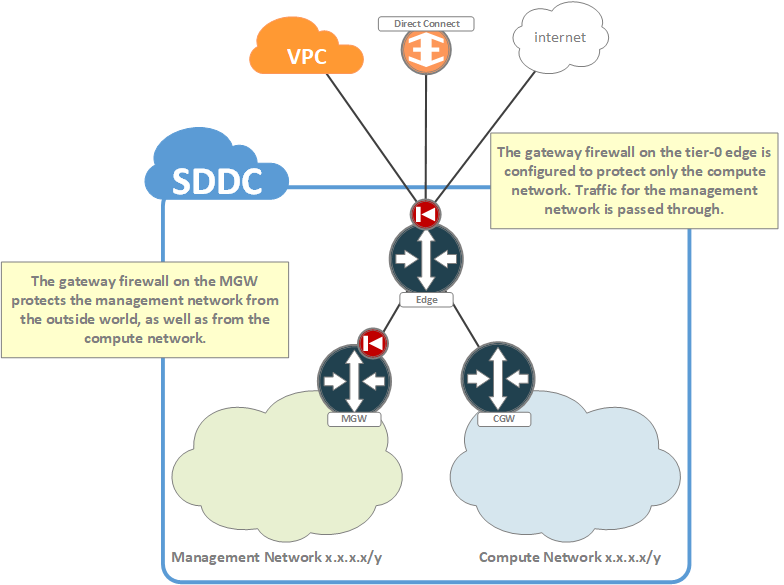 Direct Connect
VPC
internet
SDDC
The gateway firewall on the tier-0 edge is
configured to protect only the compute
network. Traffic for the management
network is passed through.
The gateway firewall on the MGW
protects the management network from
the outside world, as well as from the
compute network.
Edge
MGW
CGW
Management Network x.x.x.x/y
Compute Network x.x.x.x/y